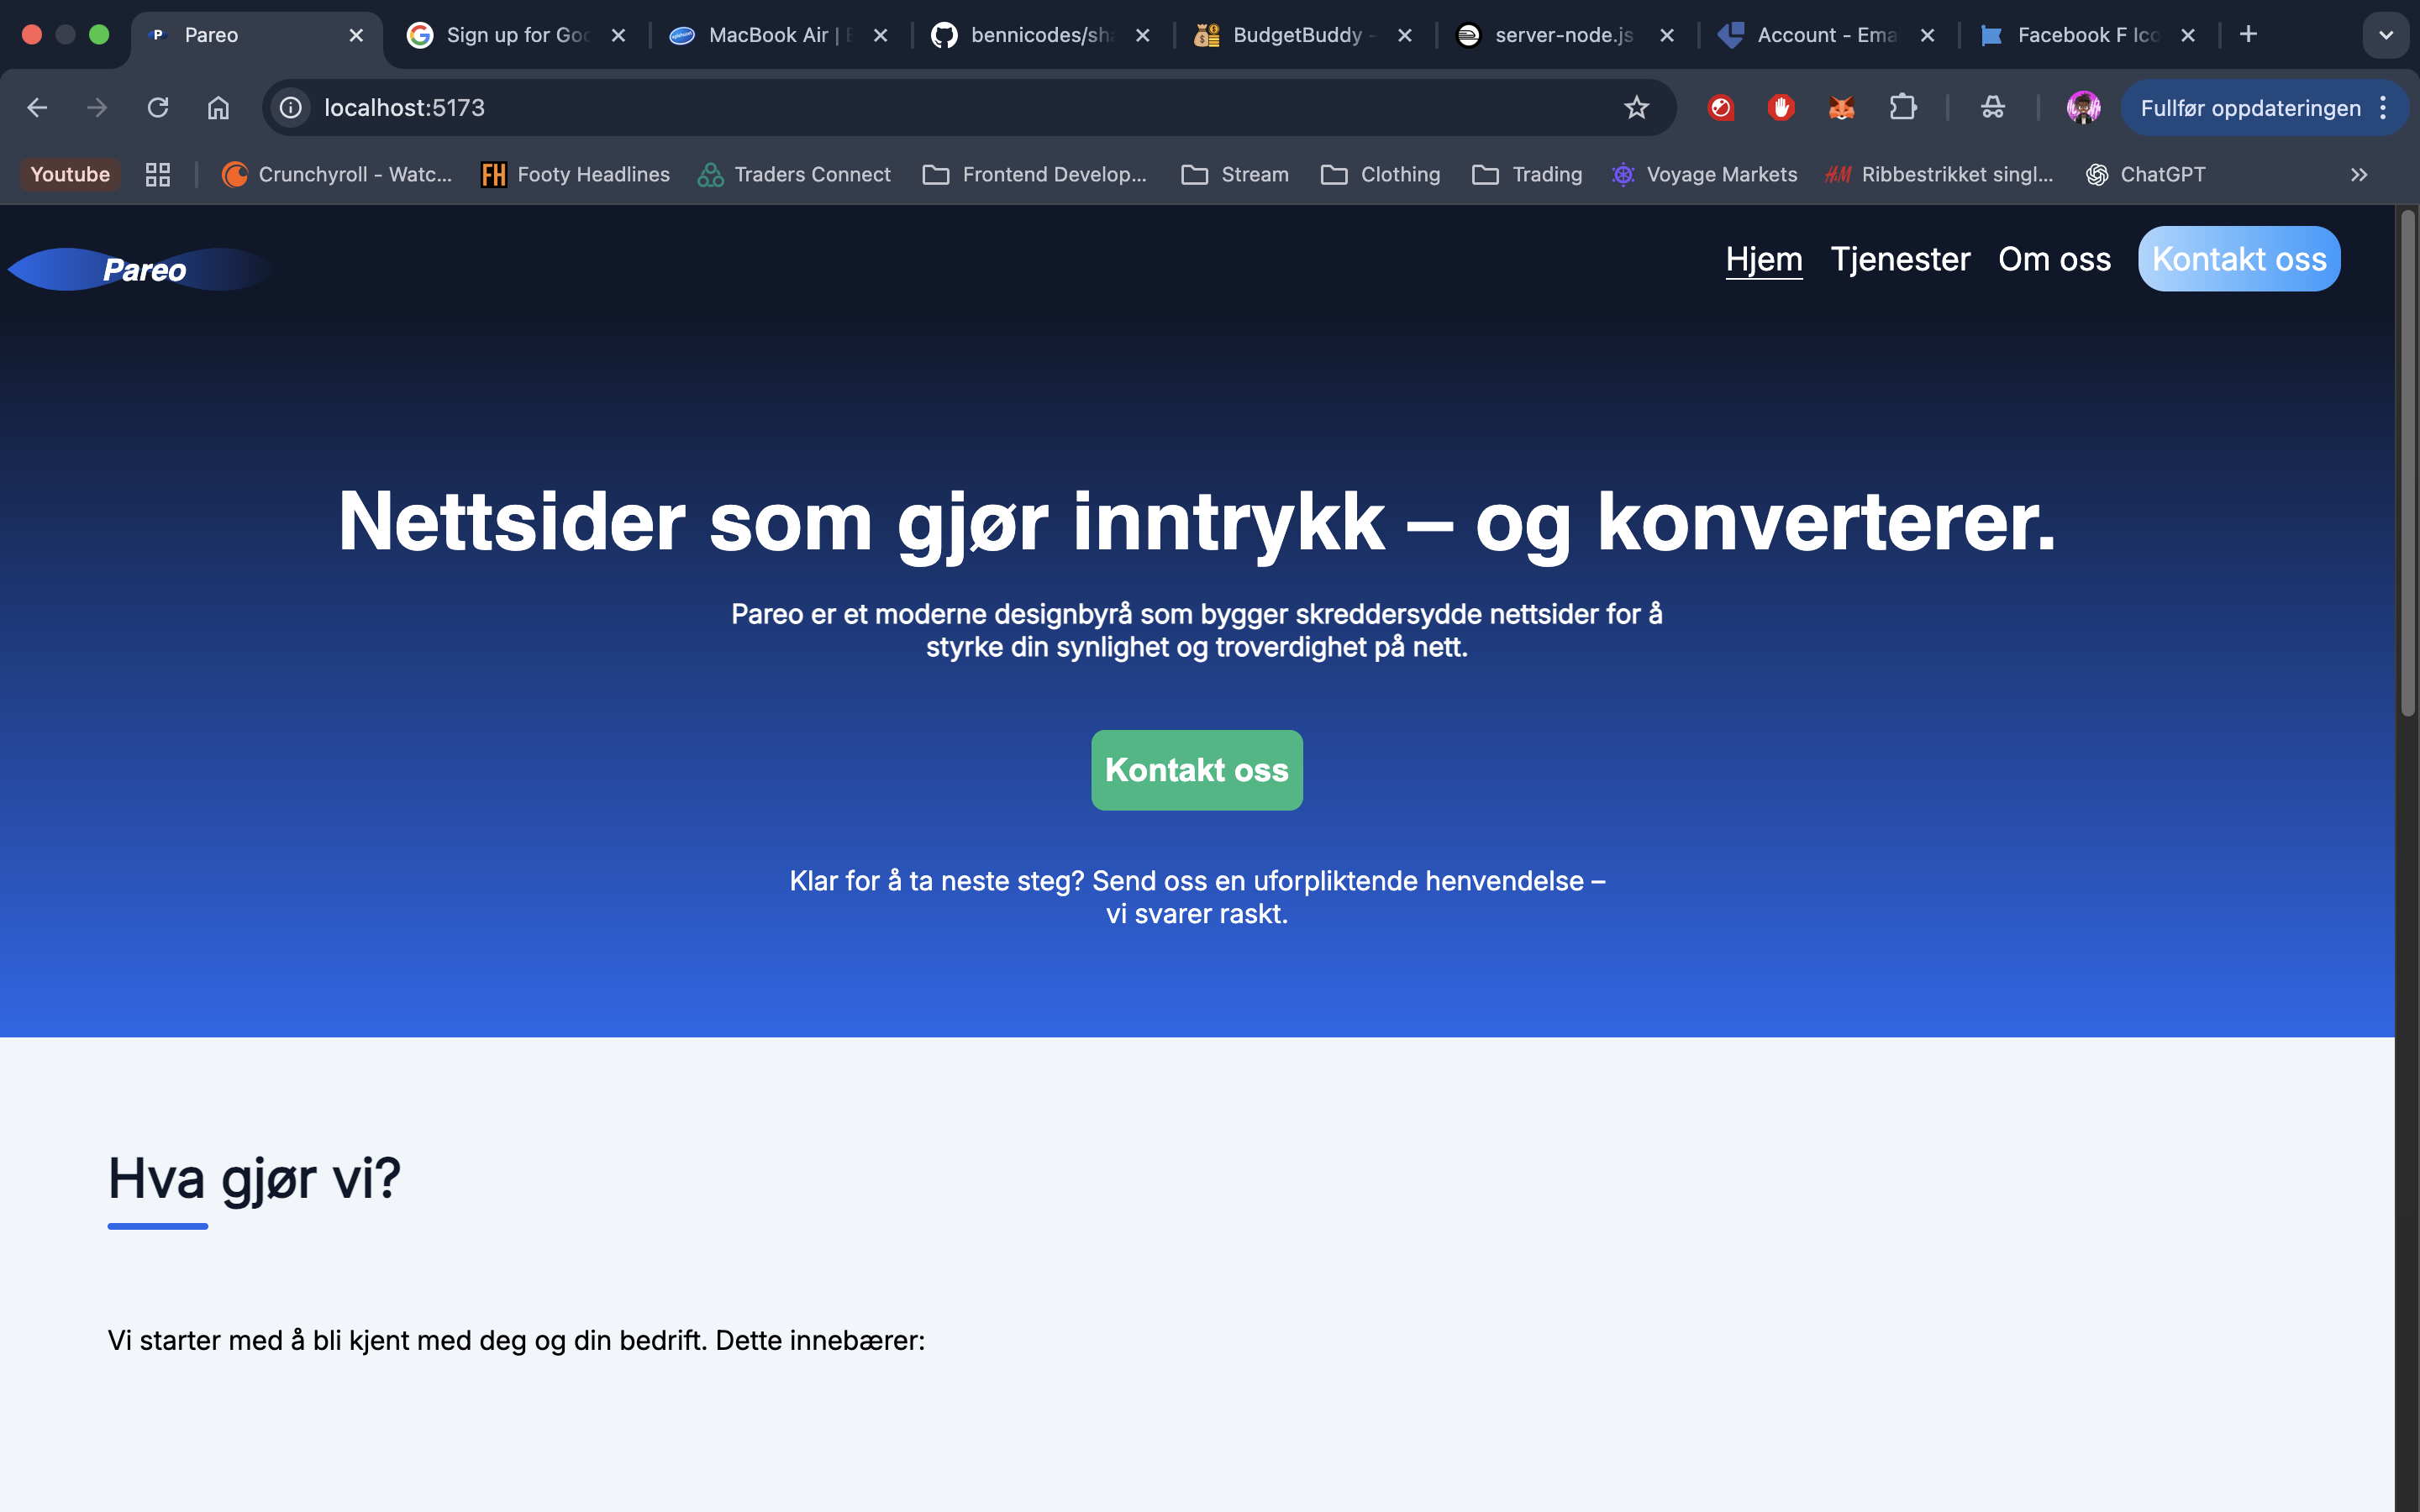 Pareo
Sign up for Goo
MacBook Air |
bennicodes/sha
BudgetBuddy -
server-node.js
Account - Ema
Facebook F Ico
localhost:5173
Fullfør oppdateringen
Youtube
Crunchyroll - Watc...
Footy Headlines
Traders Connect
Frontend Develop...
Stream
Clothing
Trading
Voyage Markets
Ribbestrikket singl...
ChatGPT
Pareo
Hjem
Tjenester
Om oss
Kontakt oss
Nettsider som gjør inntrykk – og konverterer.
Pareo er et moderne designbyrå som bygger skreddersydde nettsider for å
styrke din synlighet og troverdighet på nett.
Kontakt oss
Klar for å ta neste steg? Send oss en uforpliktende henvendelse –
vi svarer raskt.
Hva gjør vi?
Vi starter med å bli kjent med deg og din bedrift. Dette innebærer: